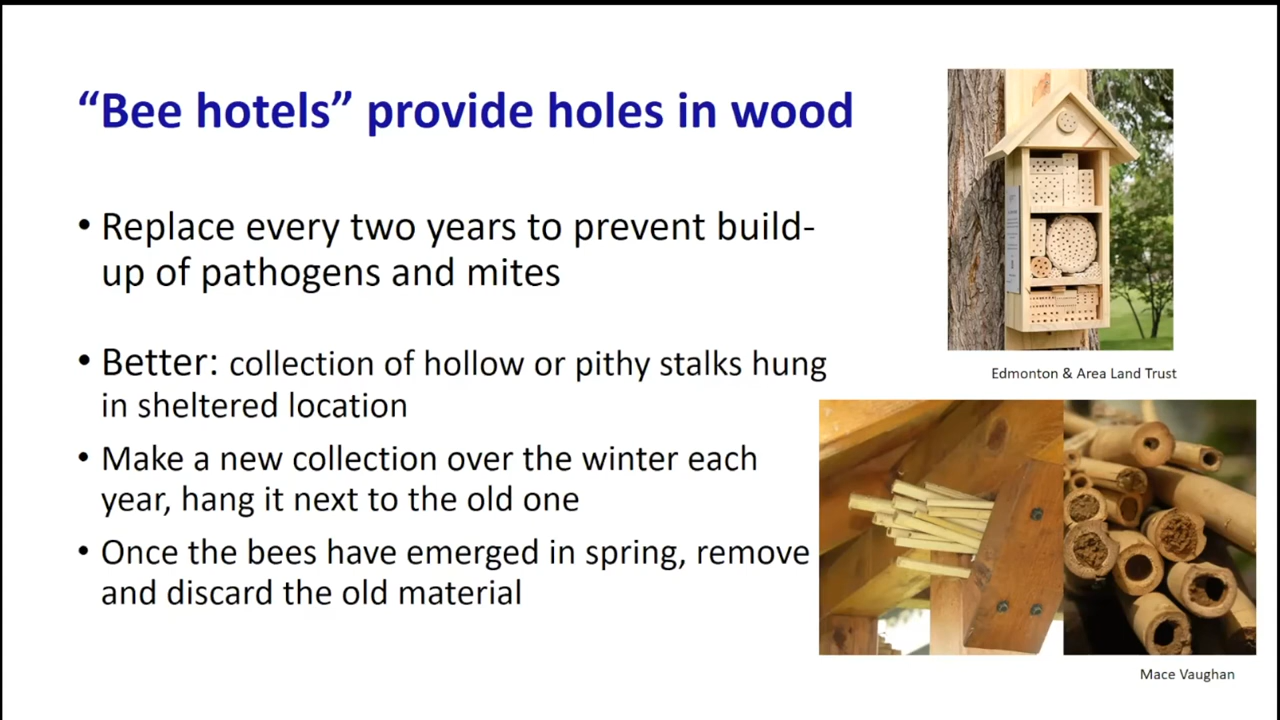 “Bee hotels” provide holes in wood
• Replace every two years to prevent build-
up of pathogens and mites
• Better: collection of hollow or pithy stalks hung
in sheltered location
• Make a new collection over the winter each
year, hang it next to the old one
• Once the bees have emerged in spring, remove
and discard the old material
Edmonton & Area Land Trust
Mace Vaughan